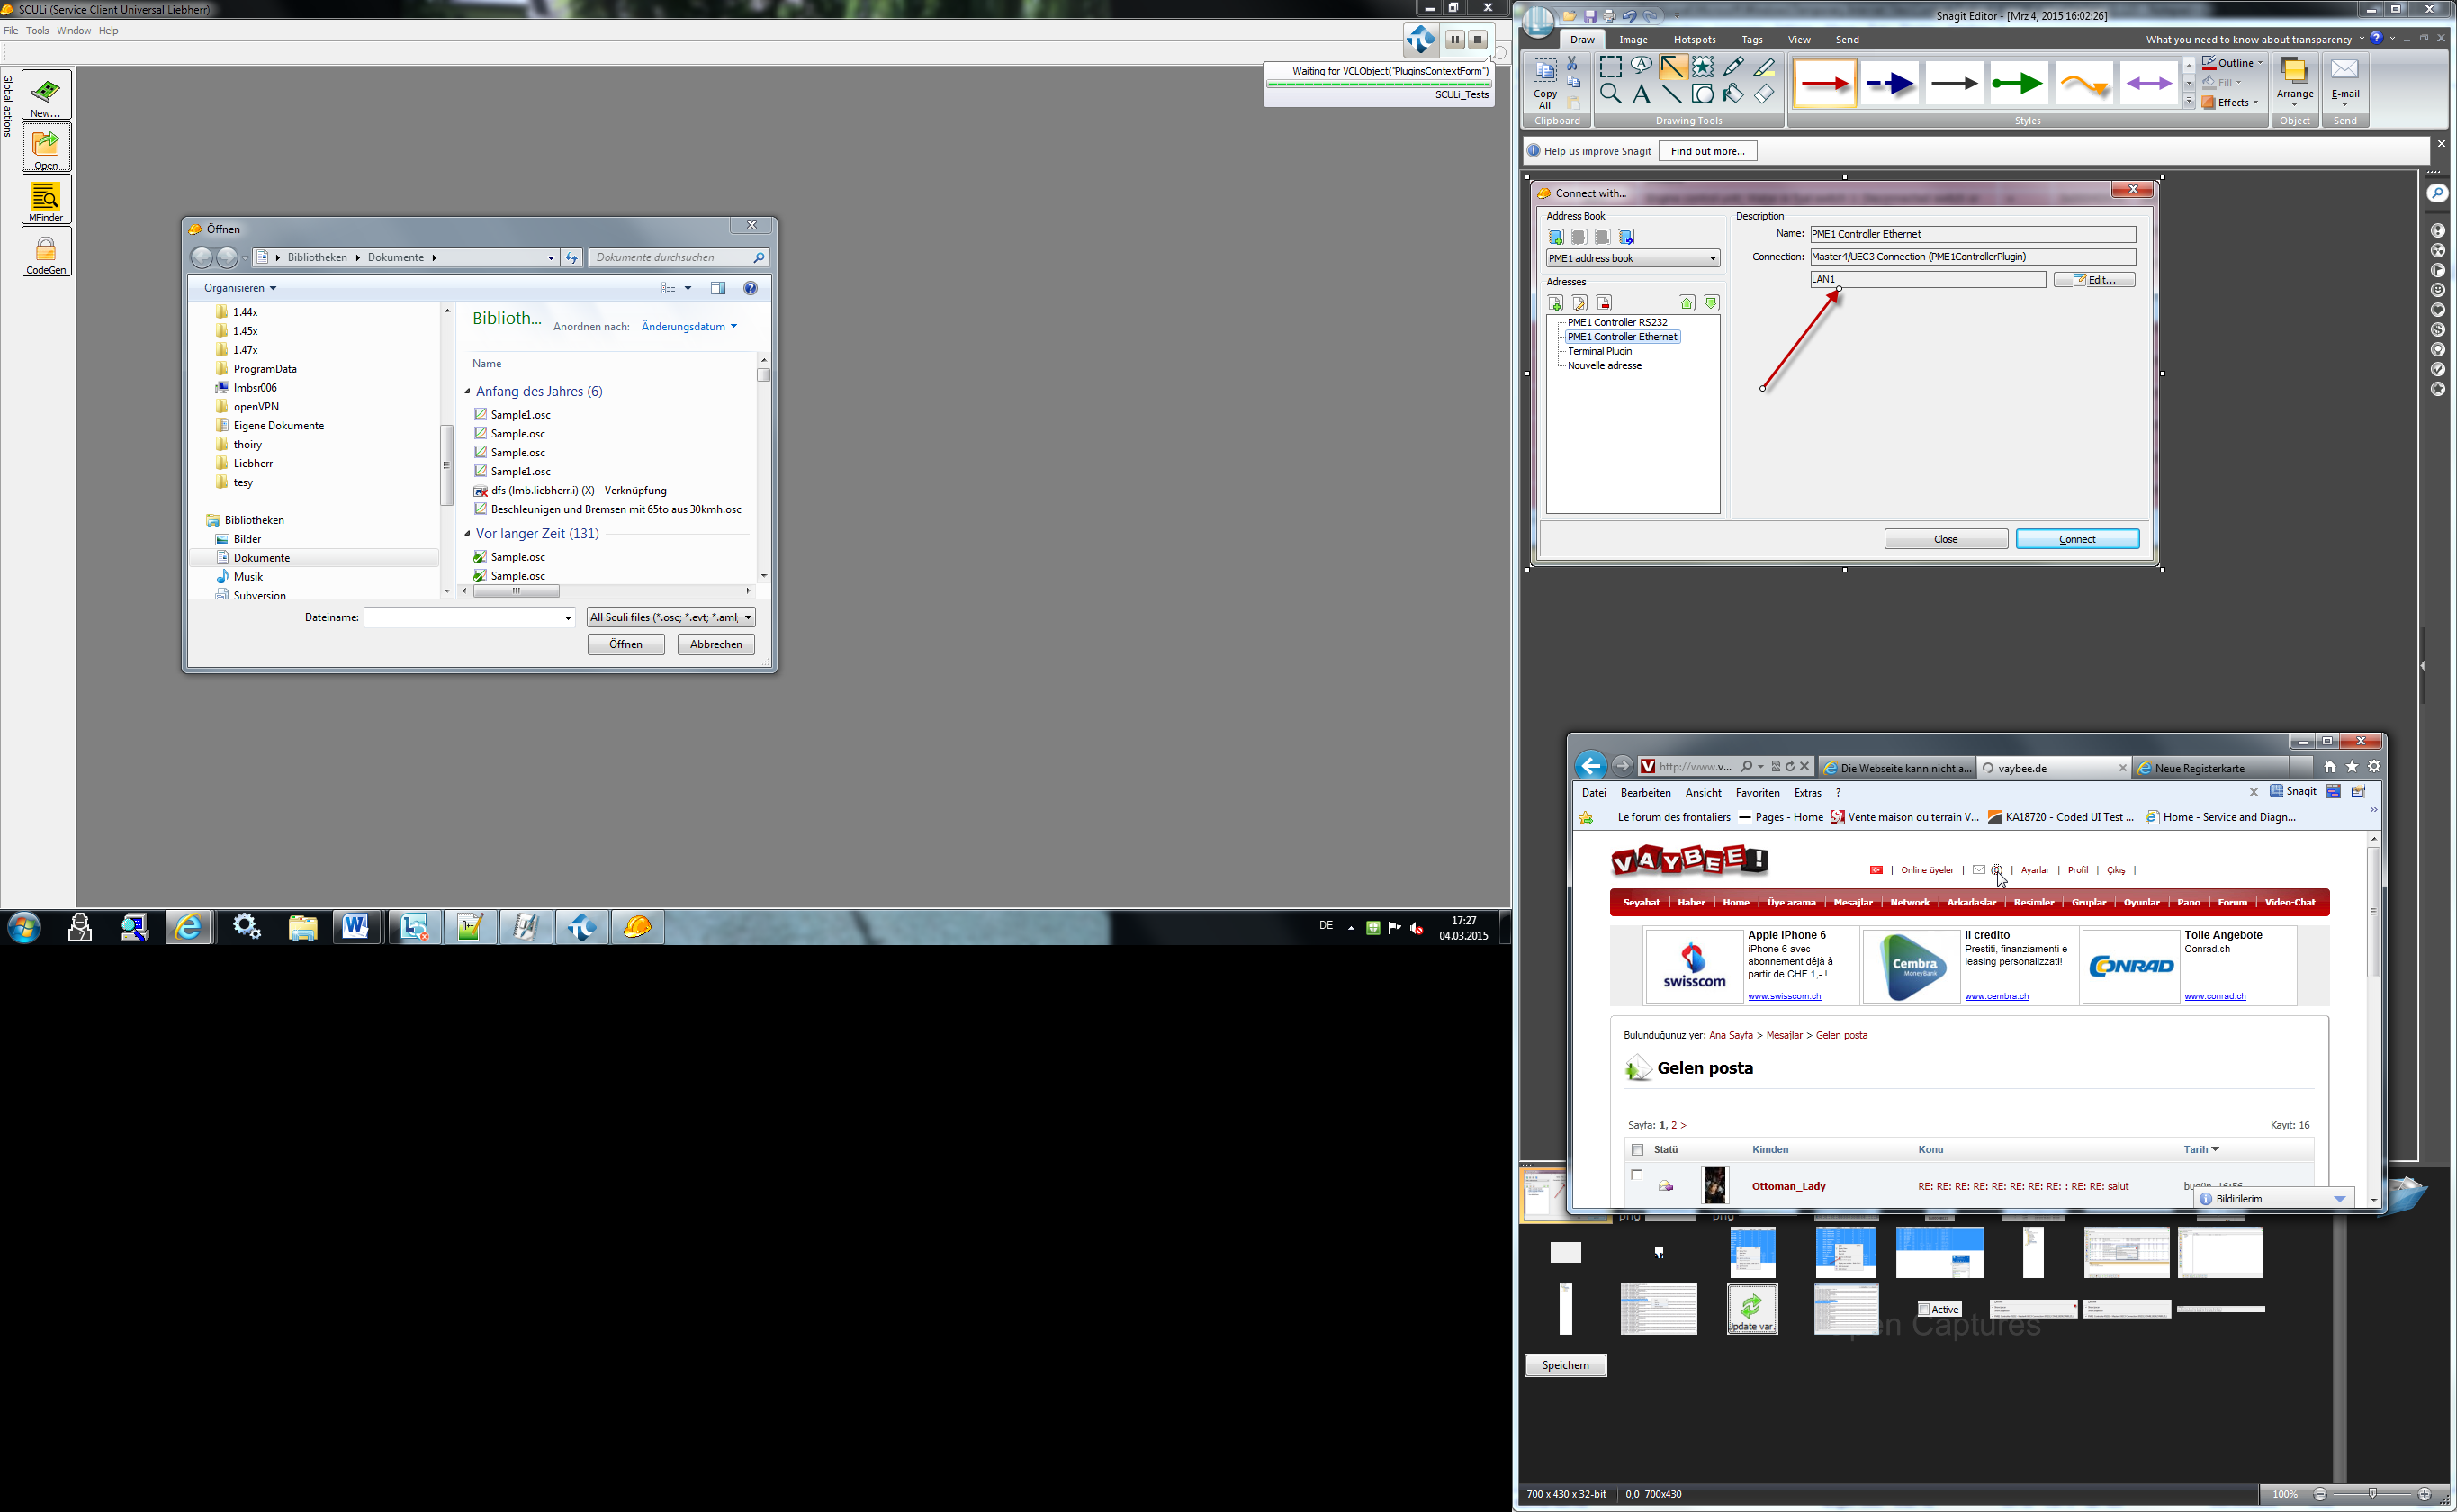 SCULi (Service Client Universal Liebherr)
File Tools Window Help
Waiting for VCLObject("PluginsContextForm")
SCULi_Tests
Global actions
New...
Open
MFinder
CodeGen
Öffnen
Bibliotheken Dokumente
Dokumente durchsuchen
Organisieren
1.44x
1.45x
1.47x
ProgramData
lmbsr006
openVPN
Eigene Dokumente
thoiry
Liebherr
tesy
Bibliotheken
Bilder
Dokumente
Musik
Subversion
Biblioth...
Anordnen nach: Änderungsdatum
Name
Anfang des Jahres (6)
Sample1.osc
Sample.osc
Sample.osc
Sample1.osc
dfs (lmb.liebherr.i) (X) - Verknüpfung
Beschleunigen und Bremsen mit 65to aus 30kmh.osc
Vor langer Zeit (131)
Sample.osc
Sample.osc
Dateiname:
All Sculi files (*.osc; *.evt; *.aml,
Öffnen Abbrechen
DE
17:27
04.03.2015
Snagit Editor - [Mrz 4, 2015 16:02:26]
Draw Image Hotspots Tags View Send
What you need to know about transparency
Copy All
Clipboard
Drawing Tools
Styles
Outline
Fill
Effects
Arrange
Object
E-mail
Send
Help us improve Snagit
Find out more...
Connect with...
Address Book
PME1 address book
Adresses
PME1 Controller RS232
PME1 Controller Ethernet
Terminal Plugin
Nouvelle adresse
Description
Name: PME1 Controller Ethernet
Connection: Master4/UEC3 Connection (PME1ControllerPlugin)
LAN1
Edit...
Close
Connect
http://www.v...
Die Webseite kann nicht a...
vaybee.de
Neue Registerkarte
Datei Bearbeiten Ansicht Favoriten Extras ?
Snagit
Le forum des frontaliers
Pages - Home
Vente maison ou terrain V...
KA18720 - Coded UI Test ...
Home - Service and Diagn...
VAYBEE!
| Online üyeler | | Ayarlar | Profil | Çıkış |
Seyahat | Haber | Home | Üye arama | Mesajlar | Network | Arkadaslar | Resimler | Gruplar | Oyunlar | Pano | Forum | Video-Chat
swisscom
Apple iPhone 6
iPhone 6 avec
abonnement déjà à
partir de CHF 1.- !
www.swisscom.ch
Cembra
MoneyBank
Il credito
Prestiti, finanziamenti e
leasing personalizzati!
www.cembra.ch
CONRAD
Tolle Angebote
Conrad.ch
www.conrad.ch
Bulunduğunuz yer: Ana Sayfa > Mesajlar > Gelen posta
Gelen posta
Sayfa: 1, 2 >
Kayıt: 16
Statü Kimden Konu Tarih
Ottoman_Lady
RE: RE: RE: RE: RE: RE: RE: RE: : RE: RE: salut
Bildirilerim
png
png
Update var.
Active
Captures
Speichern
700 x 430 x 32-bit
0,0 700x430
100%